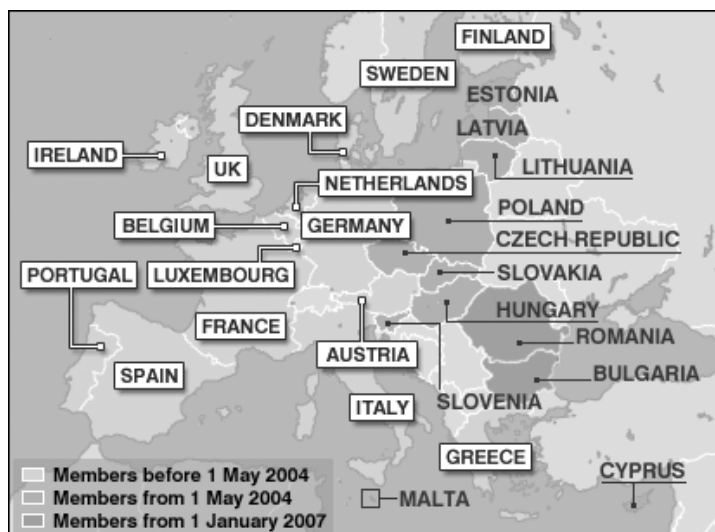 FINLAND
SWEDEN
ESTONIA
DENMARK
LATVIA
IRELAND
UK
LITHUANIA
NETHERLANDS
POLAND
BELGIUM
GERMANY
CZECH REPUBLIC
PORTUGAL
LUXEMBOURG
SLOVAKIA
HUNGARY
FRANCE
ROMANIA
AUSTRIA
SPAIN
BULGARIA
SLOVENIA
ITALY
GREECE
CYPRUS
MALTA
Members before 1 May 2004
Members from 1 May 2004
Members from 1 January 2007